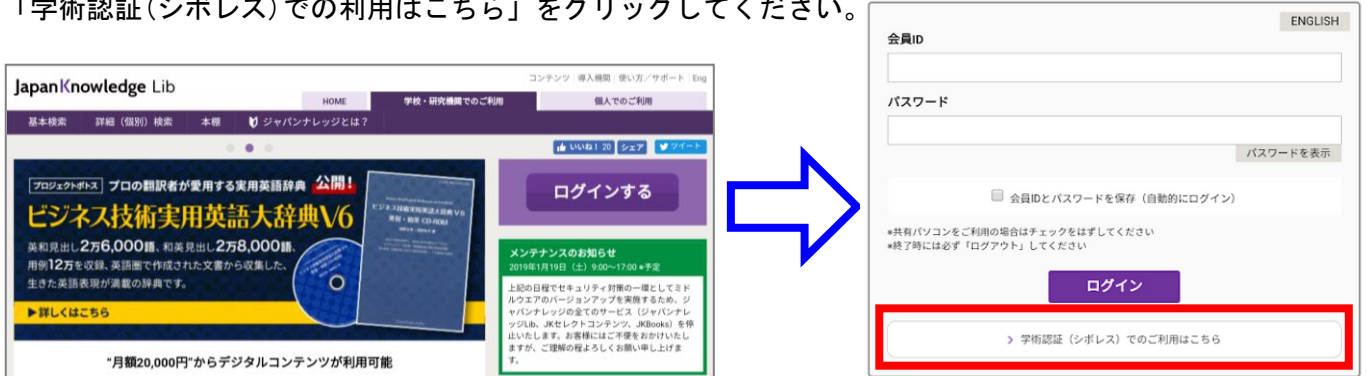 「学術認証(シボレス)での利用はこちら」をクリックしてください。
JapanKnowledge Lib
コンテンツ 導入機関 使い方／サポート Eng
HOME 学校・研究機関でのご利用 個人でのご利用
基本検索 詳細（個別）検索 本棚 ジャパンナレッジとは？
いいね！ 20 シェア ツイート
プロジェクトポトス プロの翻訳者が愛用する実用英語辞典 公開！
ビジネス技術実用英語大辞典V6
英和見出し2万6,000語、和英見出し2万8,000語、
用例12万を収録、英語圏で作成された文書から収集した、
生きた英語表現が満載の辞典です。
▶詳しくはこちら
ビジネス技術実用英語大辞典 V6
英和・和英 CD-ROM
"月額20,000円"からデジタルコンテンツが利用可能
ログインする
メンテナンスのお知らせ
2019年1月19日（土）9:00〜17:00 ※予定
上記の日程でセキュリティ対策の一環としてミド
ルウエアのバージョンアップを実施するため、ジ
ャパンナレッジの全てのサービス（ジャパンナレ
ッジLib、JKセレクトコンテンツ、JKBooks）を停
止いたします。お客様にはご不便をおかけいたし
ますが、ご理解の程よろしくお願い申し上げま
す。
ENGLISH
会員ID
パスワード
パスワードを表示
会員IDとパスワードを保存（自動的にログイン）
※共有パソコンをご利用の場合はチェックをはずしてください
※終了時には必ず「ログアウト」してください
ログイン
学術認証（シボレス）でのご利用はこちら